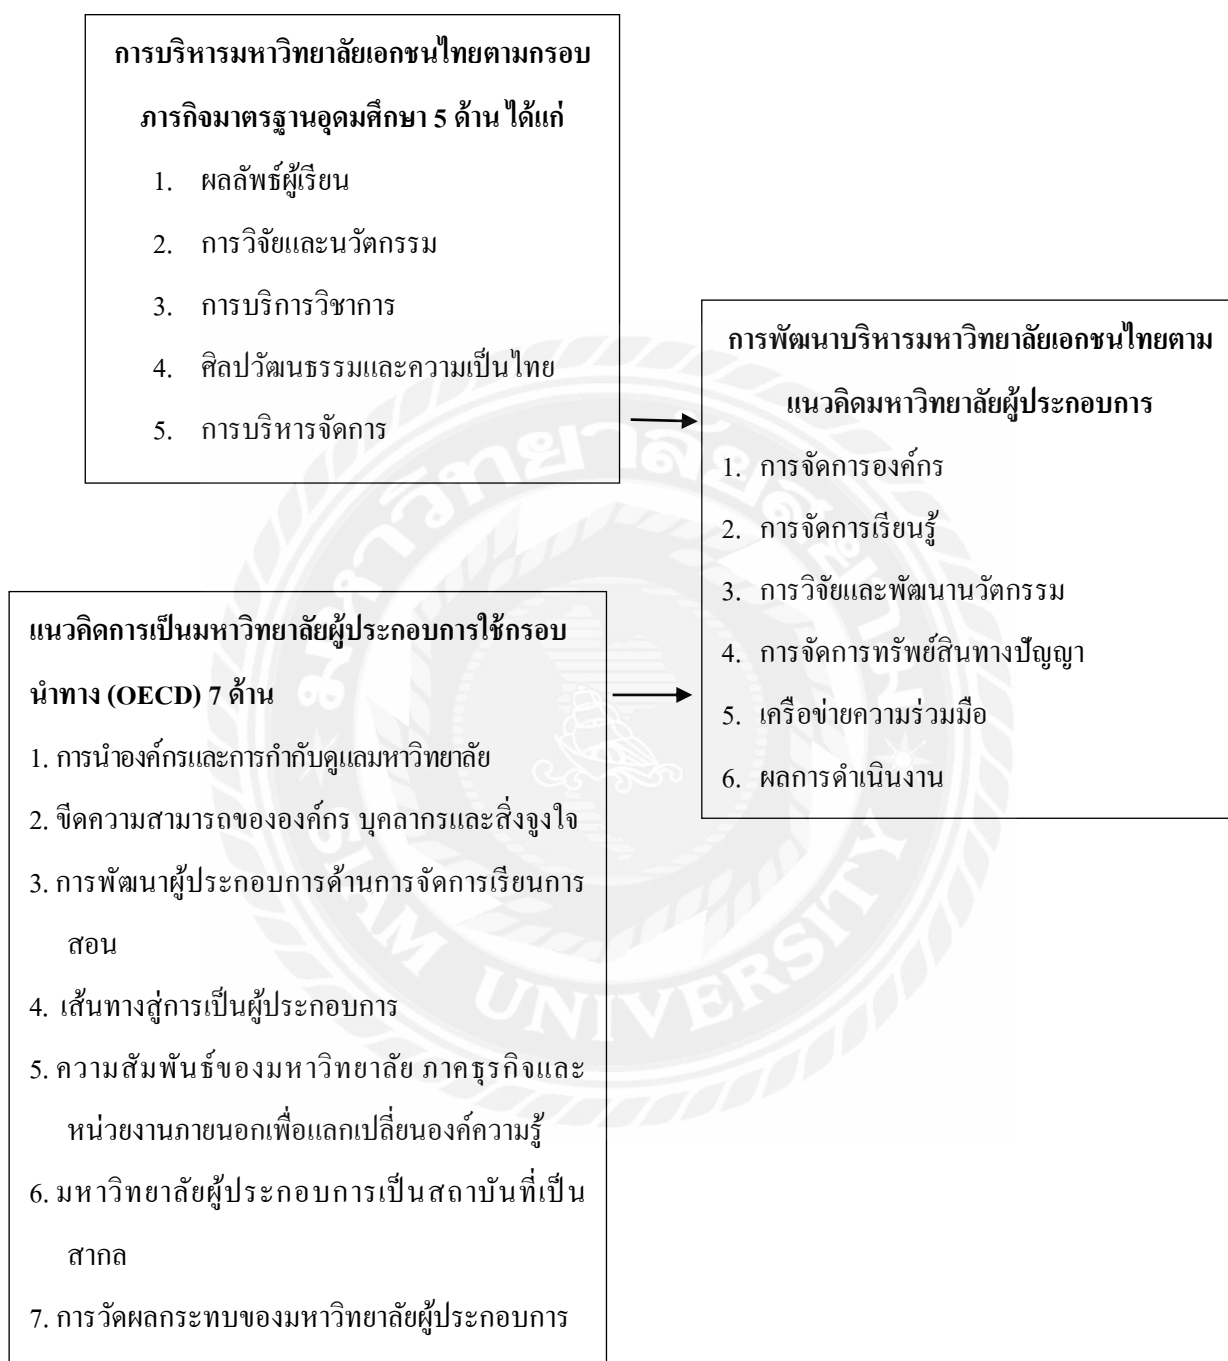 การบริหารมหาวิทยาลัยเอกชนไทยตามกรอบ
ภารกิจมาตรฐานอุดมศึกษา 5 ด้าน ได้แก่
1. ผลลัพธ์ผู้เรียน
2. การวิจัยและนวัตกรรม
3. การบริการวิชาการ
4. ศิลปวัฒนธรรมและความเป็นไทย
5. การบริหารจัดการ
แนวคิดการเป็นมหาวิทยาลัยผู้ประกอบการใช้กรอบ
นำทาง (OECD) 7 ด้าน
1. การนำองค์กรและการกำกับดูแลมหาวิทยาลัย
2. ขีดความสามารถขององค์กร บุคลากรและสิ่งจูงใจ
3. การพัฒนาผู้ประกอบการด้านการจัดการเรียนการ
สอน
4. เส้นทางสู่การเป็นผู้ประกอบการ
5. ความสัมพันธ์ของมหาวิทยาลัย ภาคธุรกิจและ
หน่วยงานภายนอกเพื่อแลกเปลี่ยนองค์ความรู้
6. มหาวิทยาลัยผู้ประกอบการเป็นสถาบันที่เป็น
สากล
7. การวัดผลกระทบของมหาวิทยาลัยผู้ประกอบการ
การพัฒนาบริหารมหาวิทยาลัยเอกชนไทยตาม
แนวคิดมหาวิทยาลัยผู้ประกอบการ
1. การจัดการองค์กร
2. การจัดการเรียนรู้
3. การวิจัยและพัฒนานวัตกรรม
4. การจัดการทรัพย์สินทางปัญญา
5. เครือข่ายความร่วมมือ
6. ผลการดำเนินงาน
มหาวิทยาลัยสยาม
SIAM UNIVERSITY